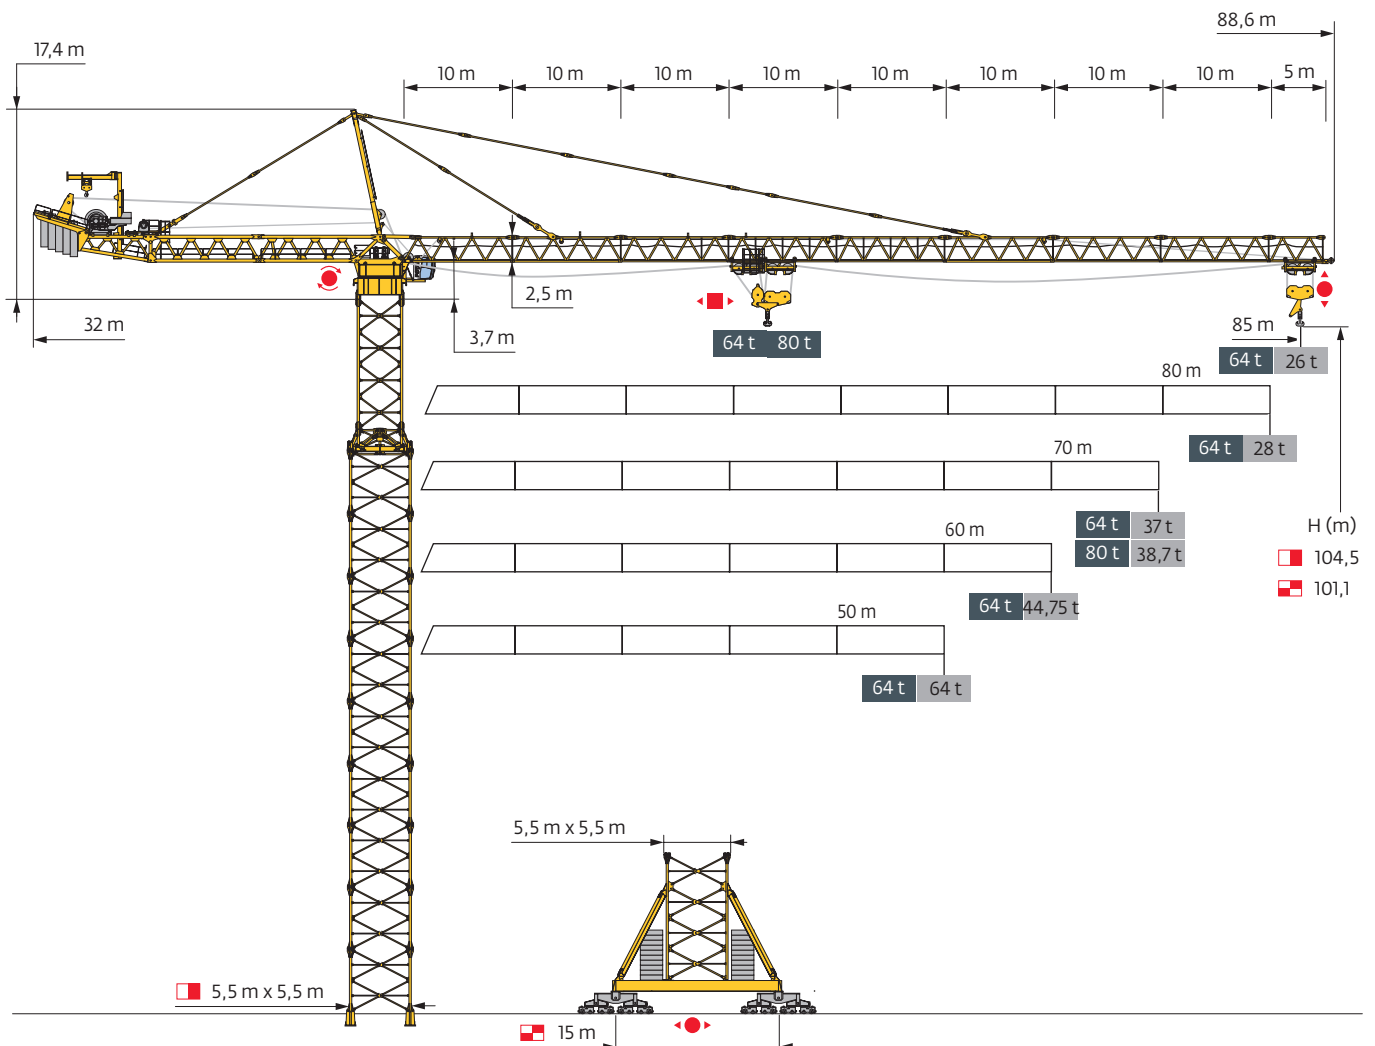 88,6 m
17,4 m
10 m 10 m 10 m 10 m 10 m 10 m 10 m 10 m 5 m
2,5 m
32 m
3,7 m
64 t 80 t
85 m
64 t 26 t
80 m
64 t 28 t
70 m
64 t 37 t
80 t 38,7 t
H (m)
104,5
101,1
60 m
64 t 44,75 t
50 m
64 t 64 t
5,5 m x 5,5 m
5,5 m x 5,5 m
15 m